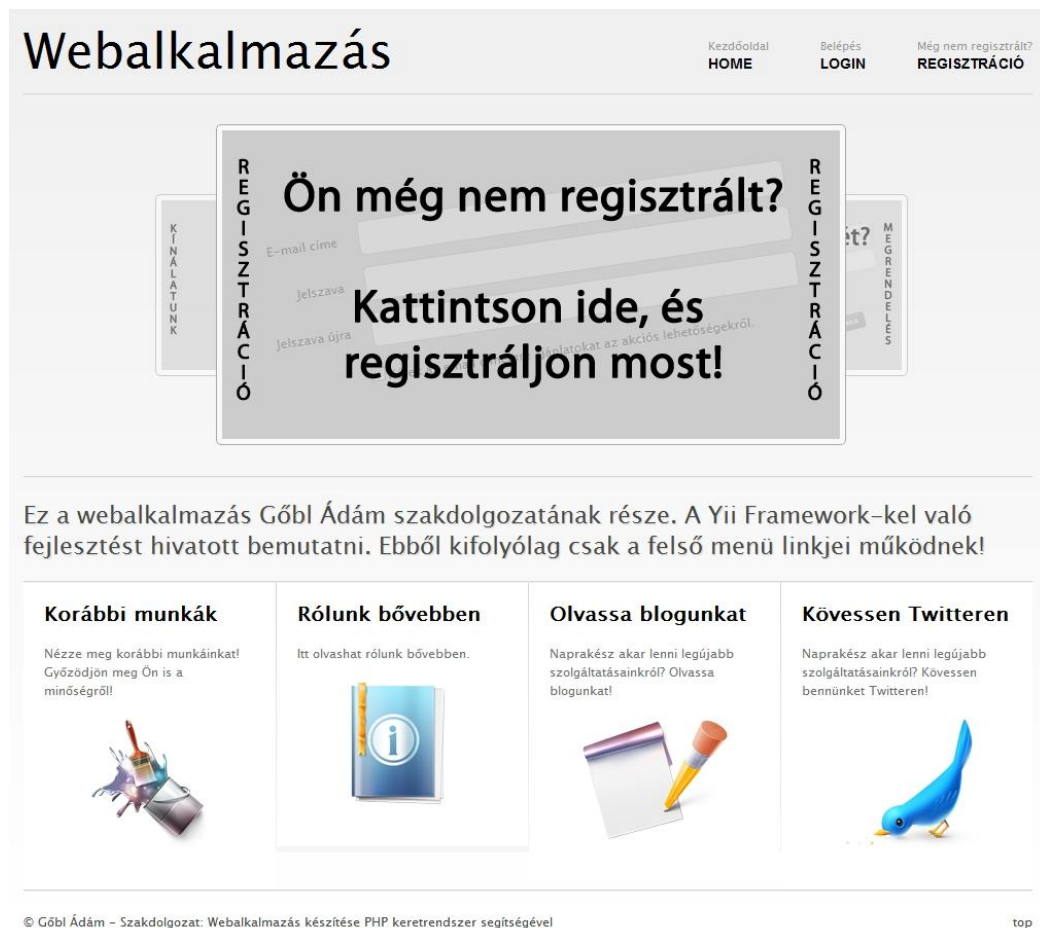 Webalkalmazás
Kezdőoldal
HOME
Belépés
LOGIN
Még nem regisztrált?
REGISZTRÁCIÓ
KÍNÁLATUNK
REGISZTRÁCIÓ
Ön még nem regisztrált?
E-mail címe
Jelszava
Jelszava újra
Kattintson ide, és
regisztráljon most!
az akciós lehetőségekről.
REGISZTRÁCIÓ
MEGRENDELÉS
Ez a webalkalmazás Gőbl Ádám szakdolgozatának része. A Yii Framework-kel való
fejlesztést hivatott bemutatni. Ebből kifolyólag csak a felső menü linkjei működnek!
Korábbi munkák
Nézze meg korábbi munkáinkat!
Győződjön meg Ön is a
minőségről!
Rólunk bővebben
Itt olvashat rólunk bővebben.
Olvassa blogunkat
Naprakész akar lenni legújabb
szolgáltatásainkról? Olvassa
blogunkat!
Kövessen Twitteren
Naprakész akar lenni legújabb
szolgáltatásainkról? Kövessen
bennünket Twitteren!
© Gőbl Ádám - Szakdolgozat: Webalkalmazás készítése PHP keretrendszer segítségével
top